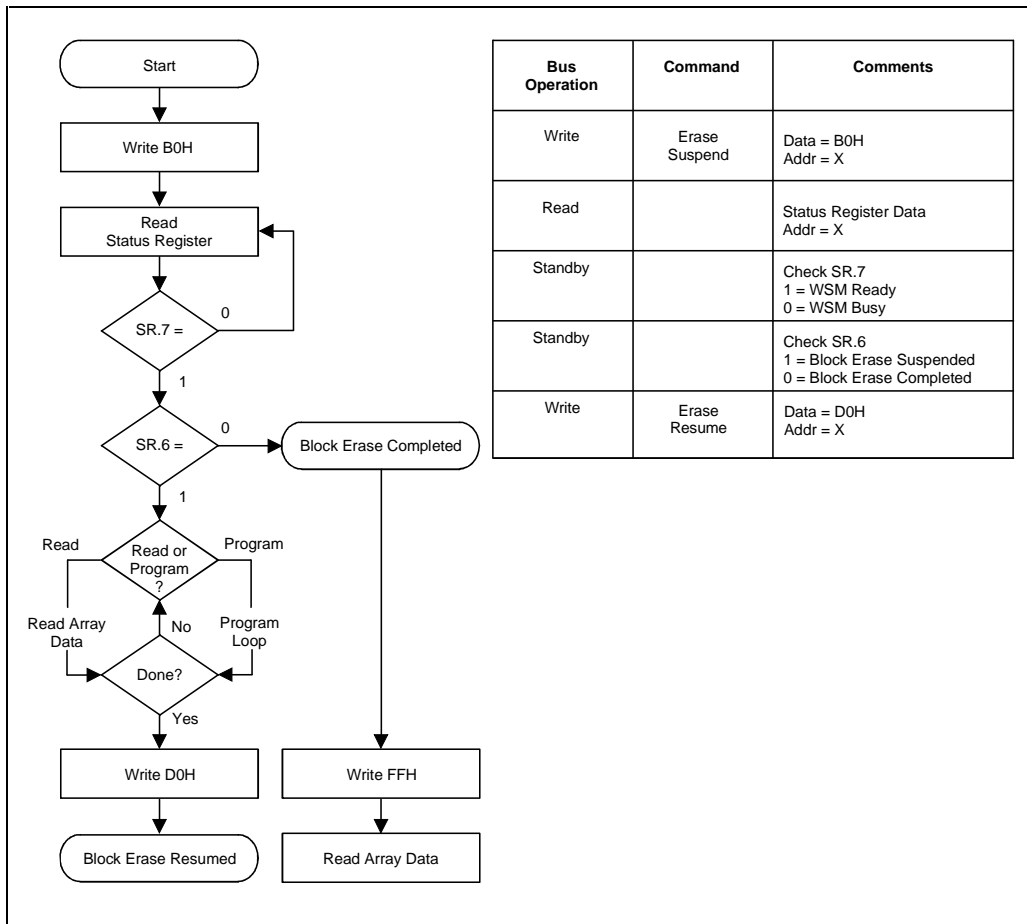 Start
Write B0H
Read
Status Register
SR.7 =
0
1
SR.6 =
0
Block Erase Completed
1
Read
Read or
Program
?
Program
Read Array
Data
No
Program
Loop
Done?
Yes
Write D0H
Write FFH
Block Erase Resumed
Read Array Data
Bus
Operation
Command
Comments
Write
Erase
Suspend
Data = B0H
Addr = X
Read
Status Register Data
Addr = X
Standby
Check SR.7
1 = WSM Ready
0 = WSM Busy
Standby
Check SR.6
1 = Block Erase Suspended
0 = Block Erase Completed
Write
Erase
Resume
Data = D0H
Addr = X